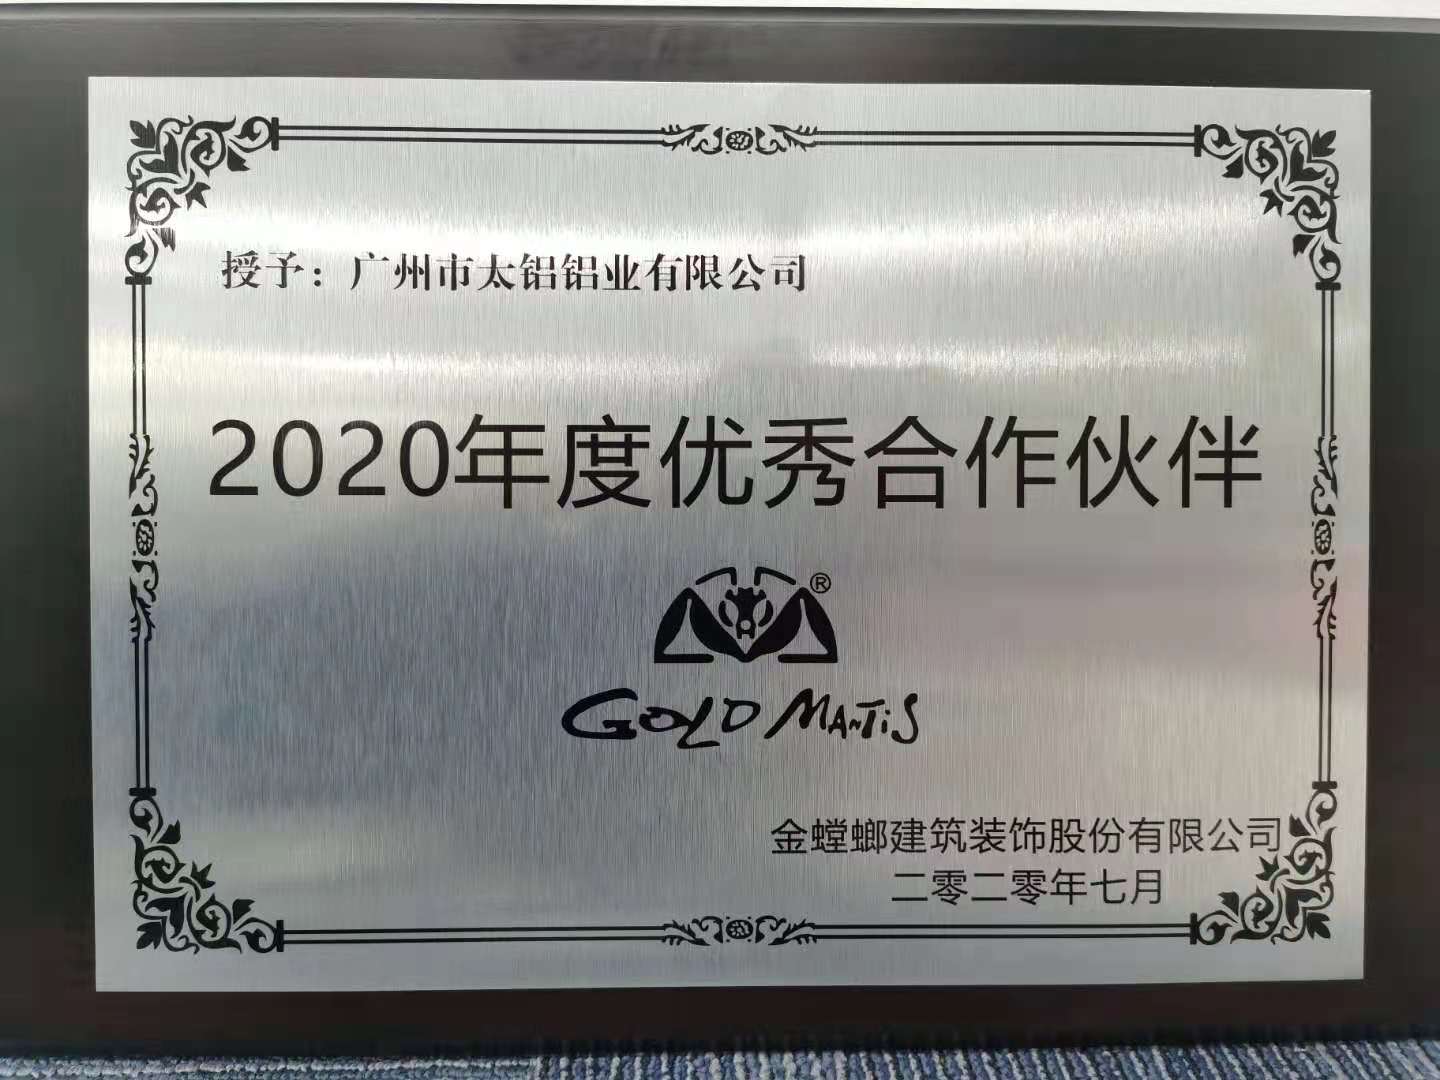 授予：广州市太铝铝业有限公司
2020年度优秀合作伙伴
®
GOLD MANTIS
金螳螂建筑装饰股份有限公司
二零二零年七月